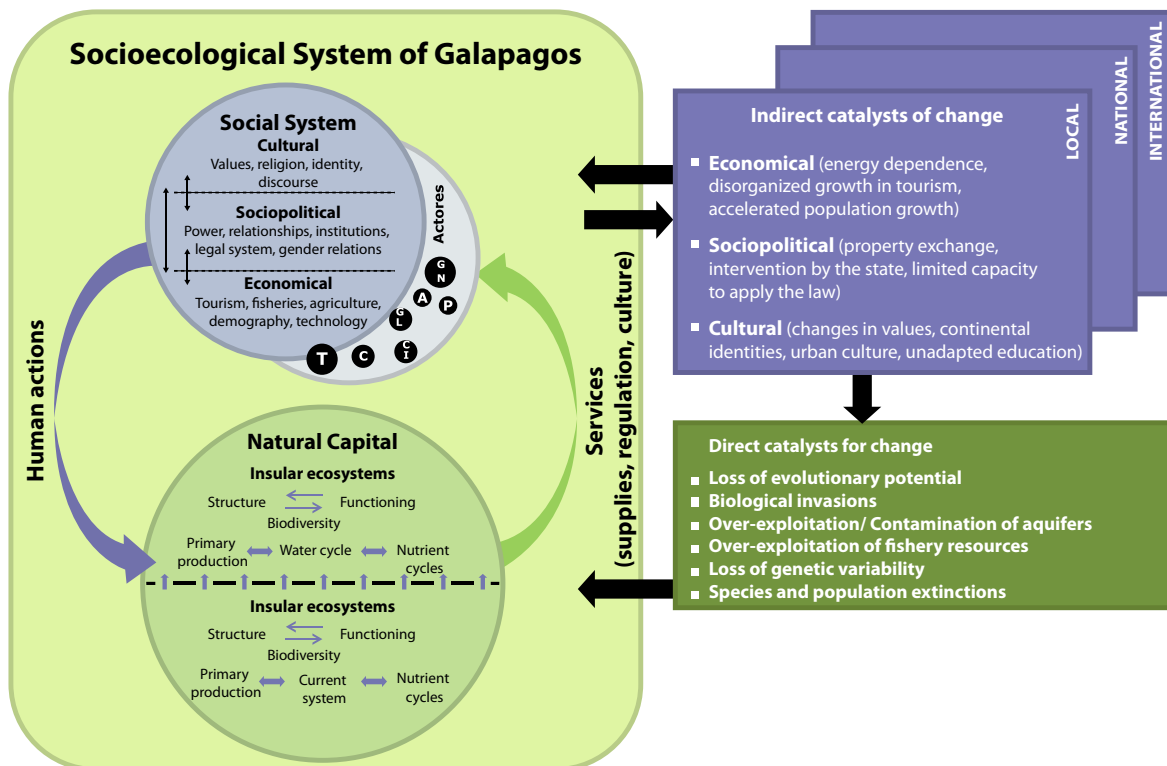 Socioecological System of Galapagos
Social System
Cultural
Values, religion, identity,
discourse
Sociopolitical
Power, relationships, institutions,
legal system, gender relations
Economical
Tourism, fisheries, agriculture,
demography, technology
Actores
G
N
A
P
G
L
C
I
C
T
Human actions
Services
(supplies, regulation, culture)
Natural Capital
Insular ecosystems
Structure
Functioning
Biodiversity
Primary
production
Water cycle
Nutrient
cycles
Insular ecosystems
Structure
Functioning
Biodiversity
Primary
production
Current
system
Nutrient
cycles
INTERNATIONAL
NATIONAL
LOCAL
Indirect catalysts of change
Economical (energy dependence,
disorganized growth in tourism,
accelerated population growth)
Sociopolitical (property exchange,
intervention by the state, limited capacity
to apply the law)
Cultural (changes in values, continental
identities, urban culture, unadapted education)
Direct catalysts for change
Loss of evolutionary potential
Biological invasions
Over-exploitation/ Contamination of aquifers
Over-exploitation of fishery resources
Loss of genetic variability
Species and population extinctions